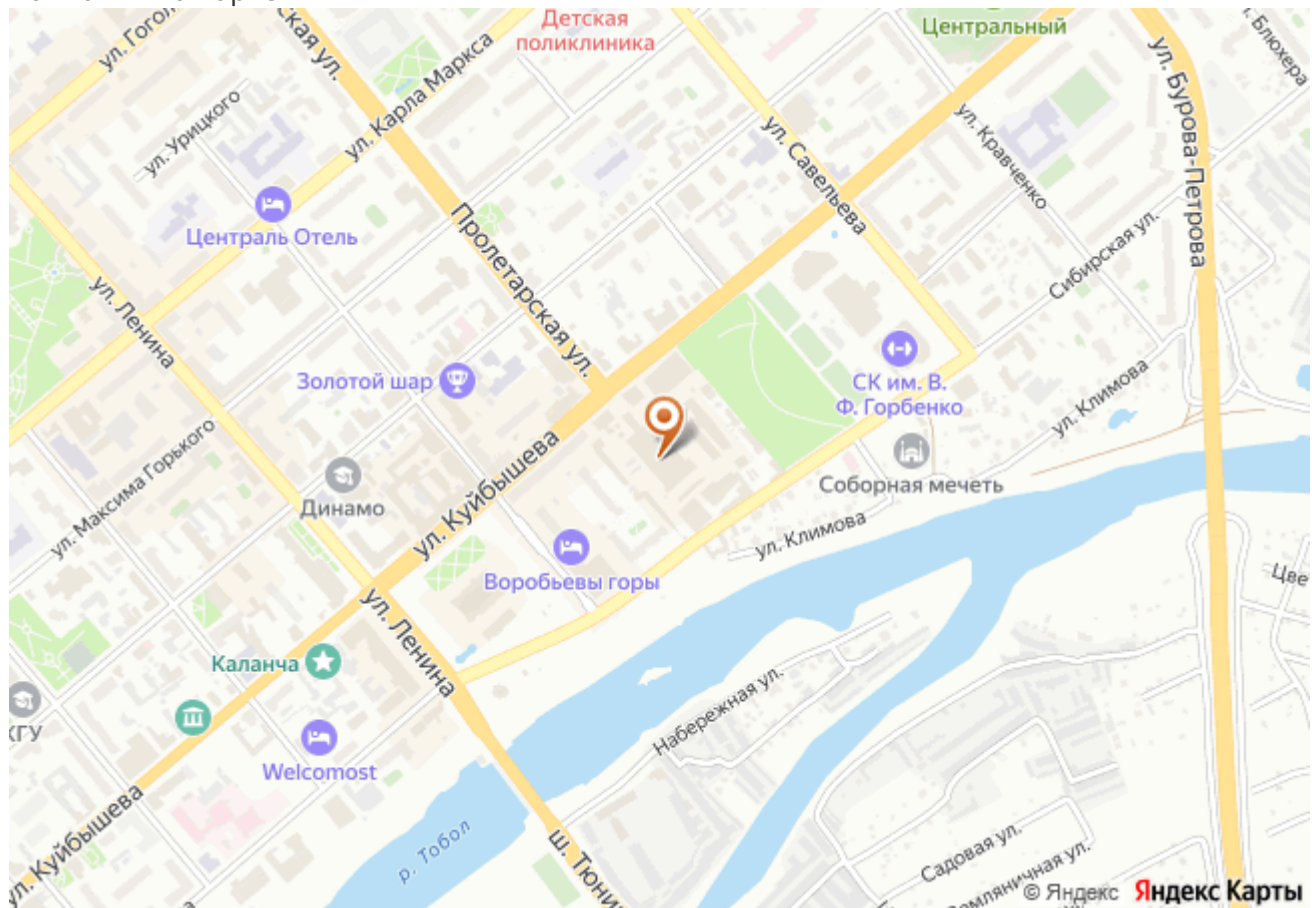 Детская
поликлиника
Центральный
ул. Гоголя
ская ул.
ул. Карла Маркса
ул. Урицкого
ул. Блюхера
ул. Бурова-Петрова
ул. Кравченко
ул. Савельева
Централь Отель
Пролетарская ул.
Сибирская ул.
ул. Ленина
Золотой шар
СК им. В.
Ф. Горбенко
ул. Климова
ул. Максима Горького
Динамо
ул. Куйбышева
Соборная мечеть
ул. Климова
Воробьевы горы
Цве
ул. Ленина
Каланча
КГУ
Набережная ул.
Welcomost
ул. Куйбышева
р. Тобол
ш. Тюни
Садовая ул.
Земляничная ул.
© Яндекс Яндекс Карты